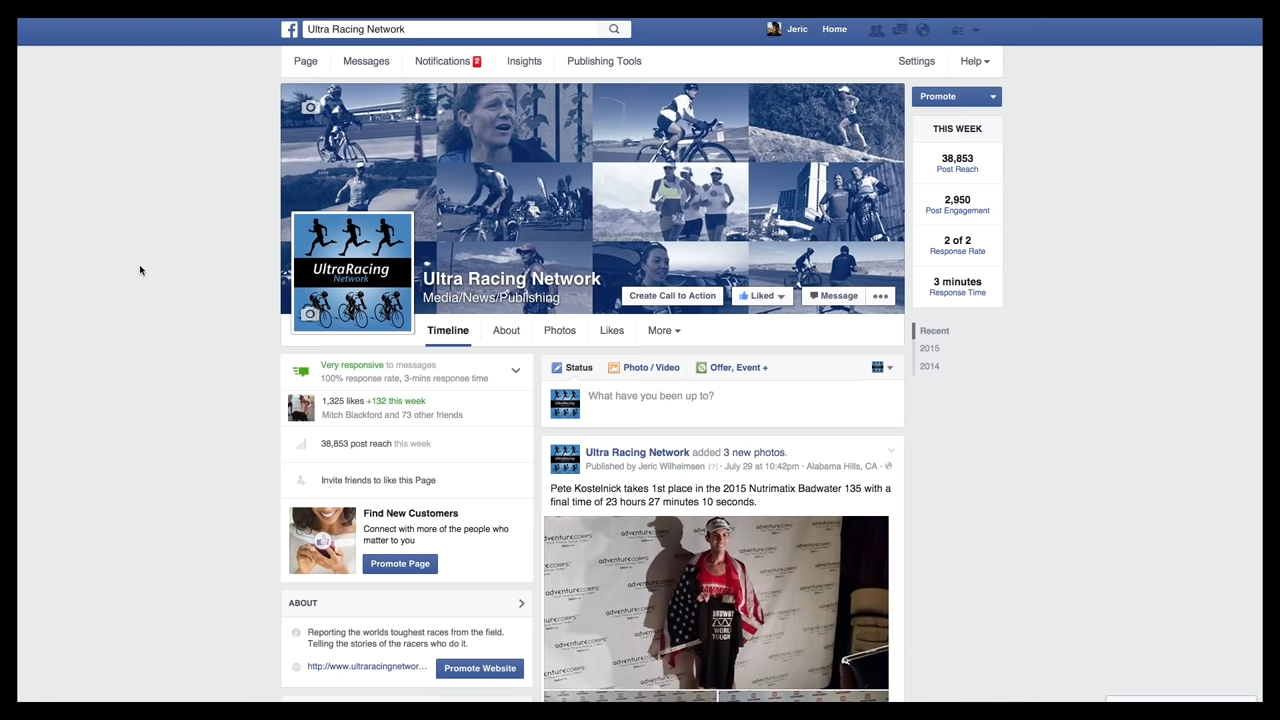 Ultra Racing Network
Jeric Home
Page Messages Notifications 2 Insights Publishing Tools Settings Help
Promote
THIS WEEK
38,853
Post Reach
2,950
Post Engagement
2 of 2
Response Rate
3 minutes
Response Time
Recent
2015
2014
UltraRacing
Network
Ultra Racing Network
Media/News/Publishing
Create Call to Action Liked Message
Timeline About Photos Likes More
Very responsive to messages
100% response rate, 3-mins response time
1,325 likes +132 this week
Mitch Blackford and 73 other friends
38,853 post reach this week
Invite friends to like this Page
Find New Customers
Connect with more of the people who
matter to you
Promote Page
ABOUT
Reporting the worlds toughest races from the field.
Telling the stories of the racers who do it.
http://www.ultraracingnetwor...
Promote Website
Status Photo / Video Offer, Event +
What have you been up to?
Ultra Racing Network added 3 new photos.
Published by Jeric Wilhelmsen [?] · July 29 at 10:42pm · Alabama Hills, CA ·
Pete Kostelnick takes 1st place in the 2015 Nutrimatix Badwater 135 with a
final time of 23 hours 27 minutes 10 seconds.
adventurecorps
WORLD
TOUGH